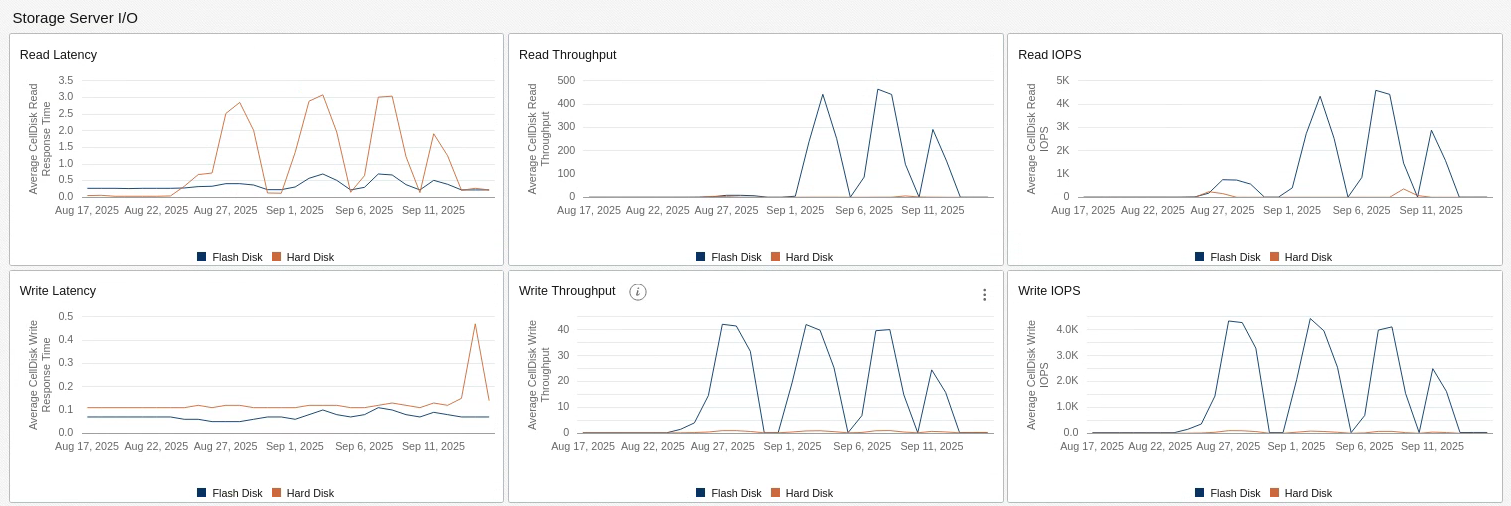 Storage Server I/O
Read Latency
Average CellDisk Read
Response Time
3.5
3.0
2.5
2.0
1.5
1.0
0.5
0.0
Aug 17, 2025 Aug 22, 2025 Aug 27, 2025 Sep 1, 2025 Sep 6, 2025 Sep 11, 2025
Flash Disk Hard Disk
Read Throughput
Average CellDisk Read
Throughput
500
400
300
200
100
0
Aug 17, 2025 Aug 22, 2025 Aug 27, 2025 Sep 1, 2025 Sep 6, 2025 Sep 11, 2025
Flash Disk Hard Disk
Read IOPS
Average CellDisk Read
IOPS
5K
4K
3K
2K
1K
0
Aug 17, 2025 Aug 22, 2025 Aug 27, 2025 Sep 1, 2025 Sep 6, 2025 Sep 11, 2025
Flash Disk Hard Disk
Write Latency
Average CellDisk Write
Response Time
0.5
0.4
0.3
0.2
0.1
0.0
Aug 17, 2025 Aug 22, 2025 Aug 27, 2025 Sep 1, 2025 Sep 6, 2025 Sep 11, 2025
Flash Disk Hard Disk
Write Throughput i
Average CellDisk Write
Throughput
40
30
20
10
0
Aug 17, 2025 Aug 22, 2025 Aug 27, 2025 Sep 1, 2025 Sep 6, 2025 Sep 11, 2025
Flash Disk Hard Disk
Write IOPS
Average CellDisk Write
IOPS
4.0K
3.0K
2.0K
1.0K
0.0
Aug 17, 2025 Aug 22, 2025 Aug 27, 2025 Sep 1, 2025 Sep 6, 2025 Sep 11, 2025
Flash Disk Hard Disk